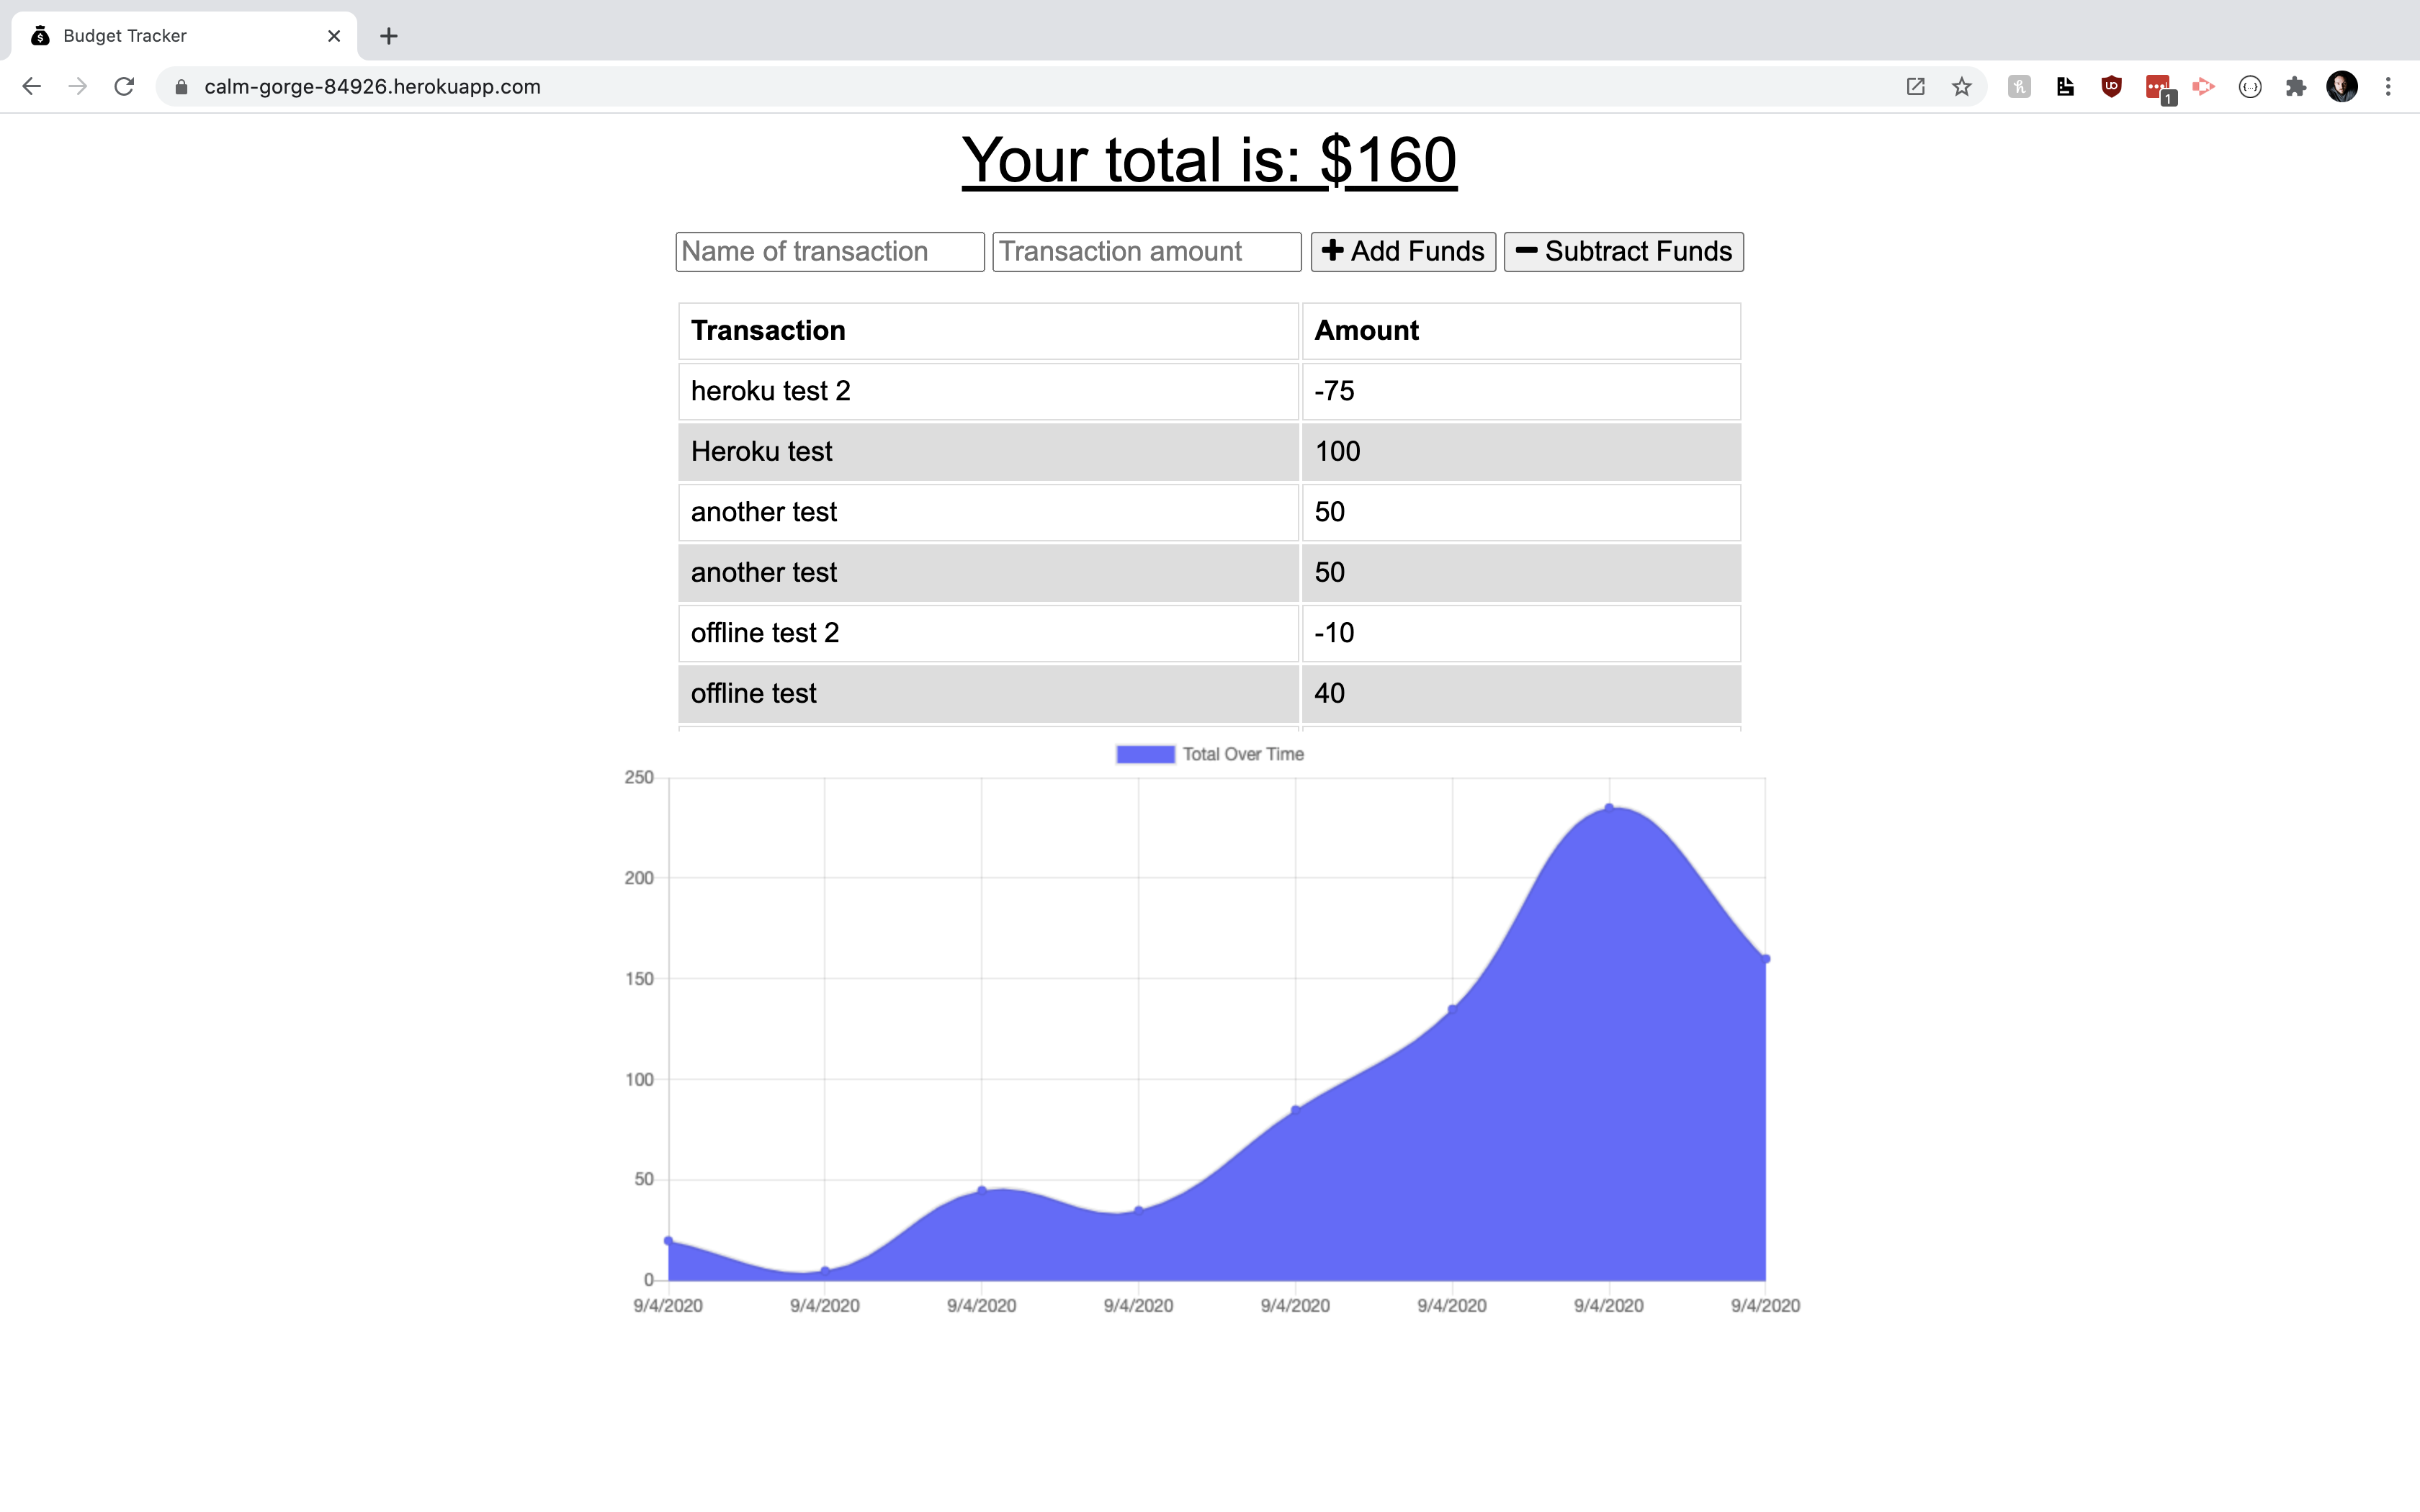 Budget Tracker
calm-gorge-84926.herokuapp.com
1
Your total is: $160
Name of transaction Transaction amount Add Funds Subtract Funds
Transaction Amount
heroku test 2 -75
Heroku test 100
another test 50
another test 50
offline test 2 -10
offline test 40
Total Over Time
250
200
150
100
50
0
9/4/2020 9/4/2020 9/4/2020 9/4/2020 9/4/2020 9/4/2020 9/4/2020 9/4/2020